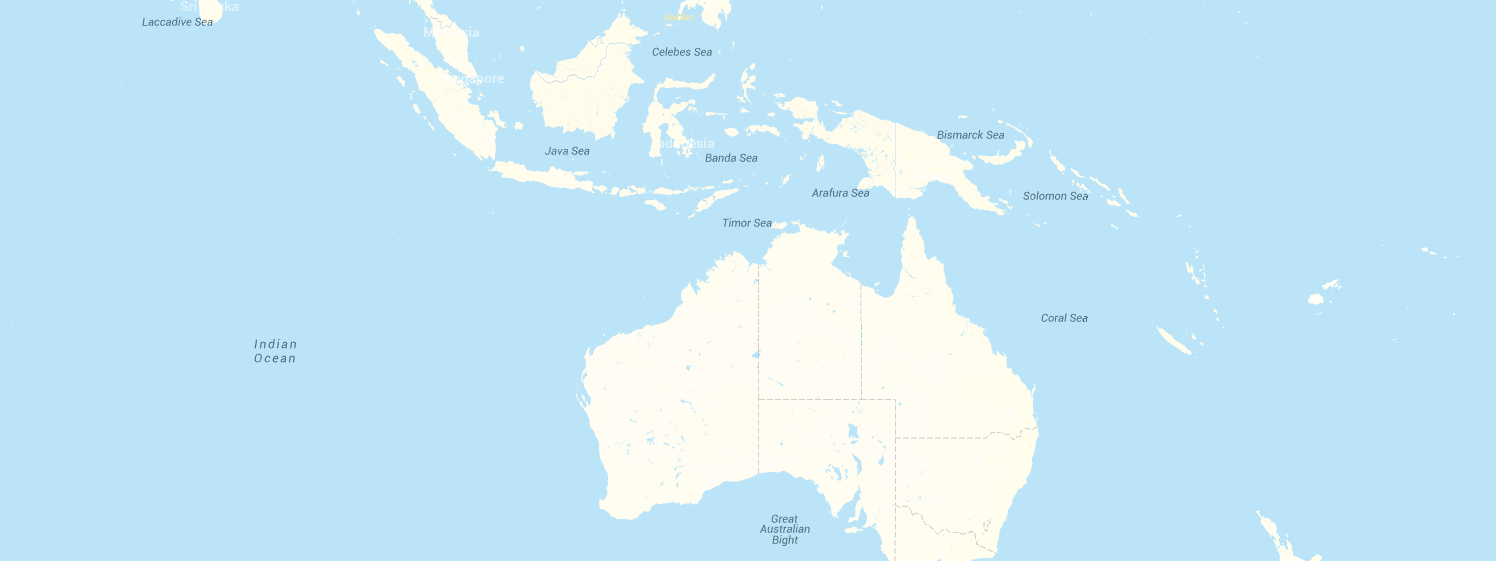 Sri Lanka
Laccadive Sea
Malaysia
Celebes Sea
Singapore
Bismarck Sea
Java Sea
Indonesia
Banda Sea
Arafura Sea
Solomon Sea
Timor Sea
Coral Sea
Indian
Ocean
Great
Australian
Bight